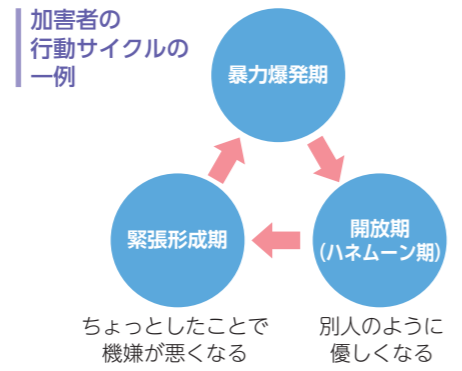 加害者の
行動サイクルの
一例
暴力爆発期
緊張形成期
開放期
(ハネムーン期)
ちょっとしたことで
機嫌が悪くなる
別人のように
優しくなる